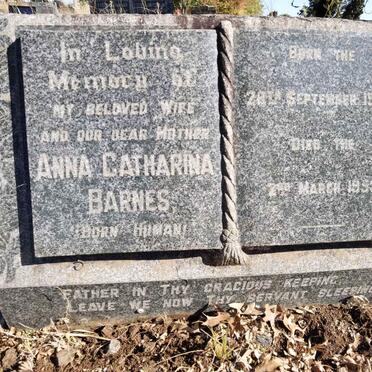 In Loving
Memory of
MY BELOVED WIFE
AND OUR DEAR MOTHER
ANNA CATHARINA
BARNES
(BORN HUMAN)
BORN THE
SEPTEMBER
DIED THE
2ND MARCH
FATHER IN THY GRACIOUS KEEPING
LEAVE WE NOW THY SERVANT SLEEPING